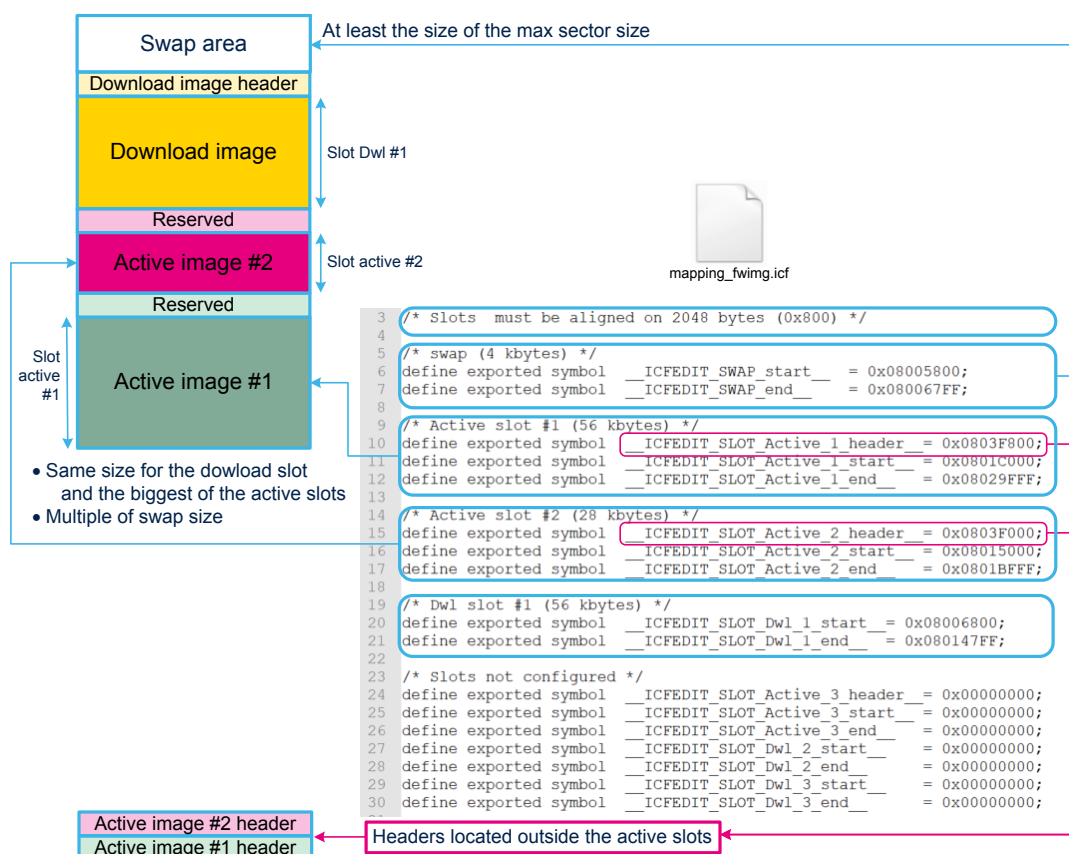 Swap area
At least the size of the max sector size
Download image header
Download image
Slot Dwl #1
Reserved
Active image #2
Slot active #2
Reserved
Active image #1
Slot
active
#1
• Same size for the dowload slot
and the biggest of the active slots
• Multiple of swap size
mapping_fwimg.icf
3 /* Slots  must be aligned on 2048 bytes (0x800) */
4
5 /* swap (4 kbytes) */
6 define exported symbol  __ICFEDIT_SWAP_start__  = 0x08005800;
7 define exported symbol  __ICFEDIT_SWAP_end__    = 0x080067FF;
8
9 /* Active slot #1 (56 kbytes) */
10 define exported symbol  __ICFEDIT_SLOT_Active_1_header__= 0x0803F800;
11 define exported symbol  __ICFEDIT_SLOT_Active_1_start__ = 0x0801C000;
12 define exported symbol  __ICFEDIT_SLOT_Active_1_end__   = 0x08029FFF;
13
14 /* Active slot #2 (28 kbytes) */
15 define exported symbol  __ICFEDIT_SLOT_Active_2_header__= 0x0803F000;
16 define exported symbol  __ICFEDIT_SLOT_Active_2_start__ = 0x08015000;
17 define exported symbol  __ICFEDIT_SLOT_Active_2_end__   = 0x0801BFFF;
18
19 /* Dwl slot #1 (56 kbytes) */
20 define exported symbol  __ICFEDIT_SLOT_Dwl_1_start__= 0x08006800;
21 define exported symbol  __ICFEDIT_SLOT_Dwl_1_end__  = 0x080147FF;
22
23 /* Slots not configured */
24 define exported symbol  __ICFEDIT_SLOT_Active_3_header__= 0x00000000;
25 define exported symbol  __ICFEDIT_SLOT_Active_3_start__ = 0x00000000;
26 define exported symbol  __ICFEDIT_SLOT_Active_3_end__   = 0x00000000;
27 define exported symbol  __ICFEDIT_SLOT_Dwl_2_start__    = 0x00000000;
28 define exported symbol  __ICFEDIT_SLOT_Dwl_2_end__      = 0x00000000;
29 define exported symbol  __ICFEDIT_SLOT_Dwl_3_start__    = 0x00000000;
30 define exported symbol  __ICFEDIT_SLOT_Dwl_3_end__      = 0x00000000;
Active image #2 header
Headers located outside the active slots
Active image #1 header